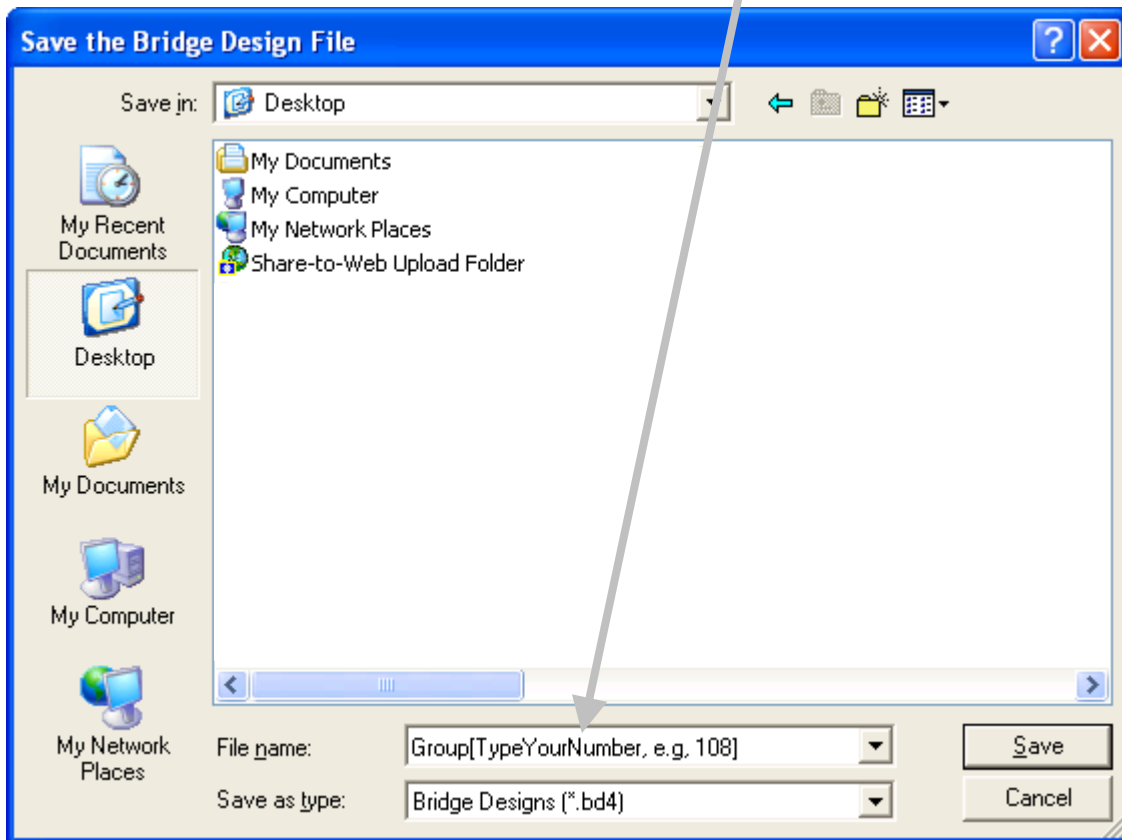 Save the Bridge Design File
Save in:
Desktop
My Documents
My Computer
My Network Places
Share-to-Web Upload Folder
My Recent
Documents
Desktop
My Documents
My Computer
My Network
Places
File name:
Group[TypeYourNumber, e.g, 108]
Save
Save as type:
Bridge Designs (*.bd4)
Cancel